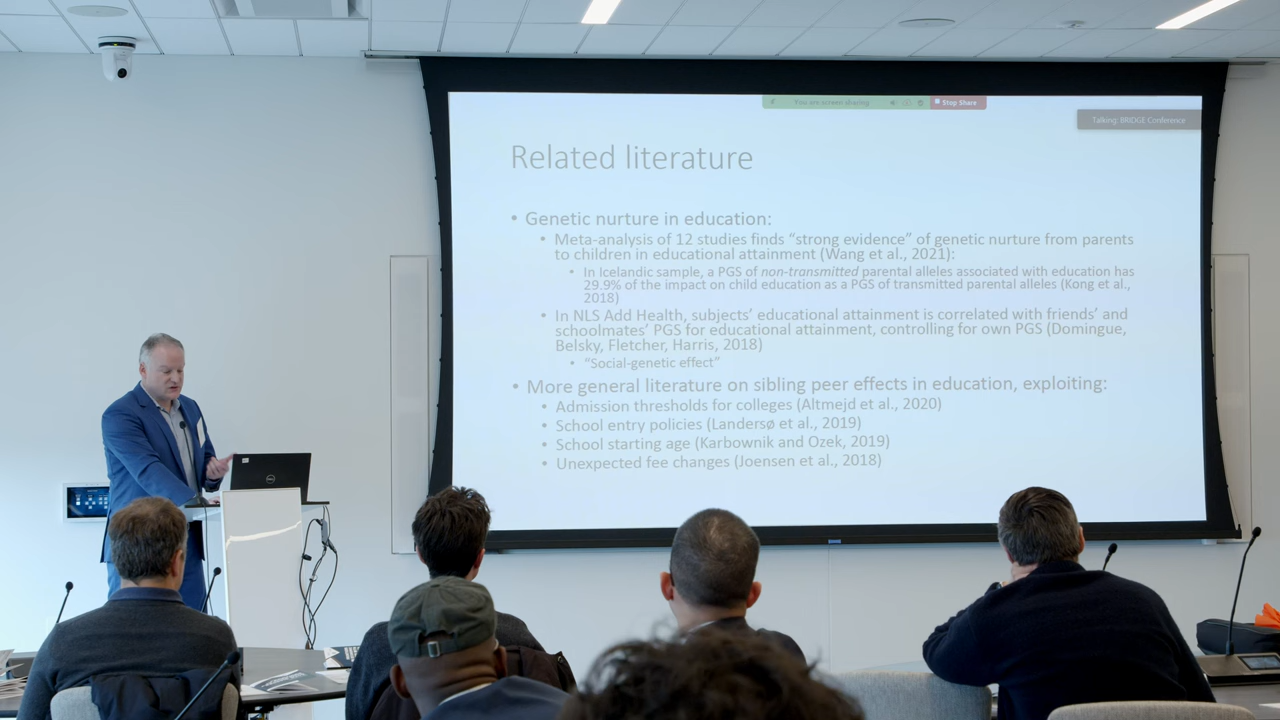 You are screen sharing
Stop Share
Talking: BRIDGE Conference
Related literature
• Genetic nurture in education:
• Meta-analysis of 12 studies finds “strong evidence” of genetic nurture from parents
to children in educational attainment (Wang et al., 2021):
• In Icelandic sample, a PGS of non-transmitted parental alleles associated with education has
29.9% of the impact on child education as a PGS of transmitted parental alleles (Kong et al.,
2018)
• In NLS Add Health, subjects’ educational attainment is correlated with friends’ and
schoolmates’ PGS for educational attainment, controlling for own PGS (Domingue,
Belsky, Fletcher, Harris, 2018)
• “Social-genetic effect”
• More general literature on sibling peer effects in education, exploiting:
• Admission thresholds for colleges (Altmejd et al., 2020)
• School entry policies (Landersø et al., 2019)
• School starting age (Karbownik and Ozek, 2019)
• Unexpected fee changes (Joensen et al., 2018)
DELL